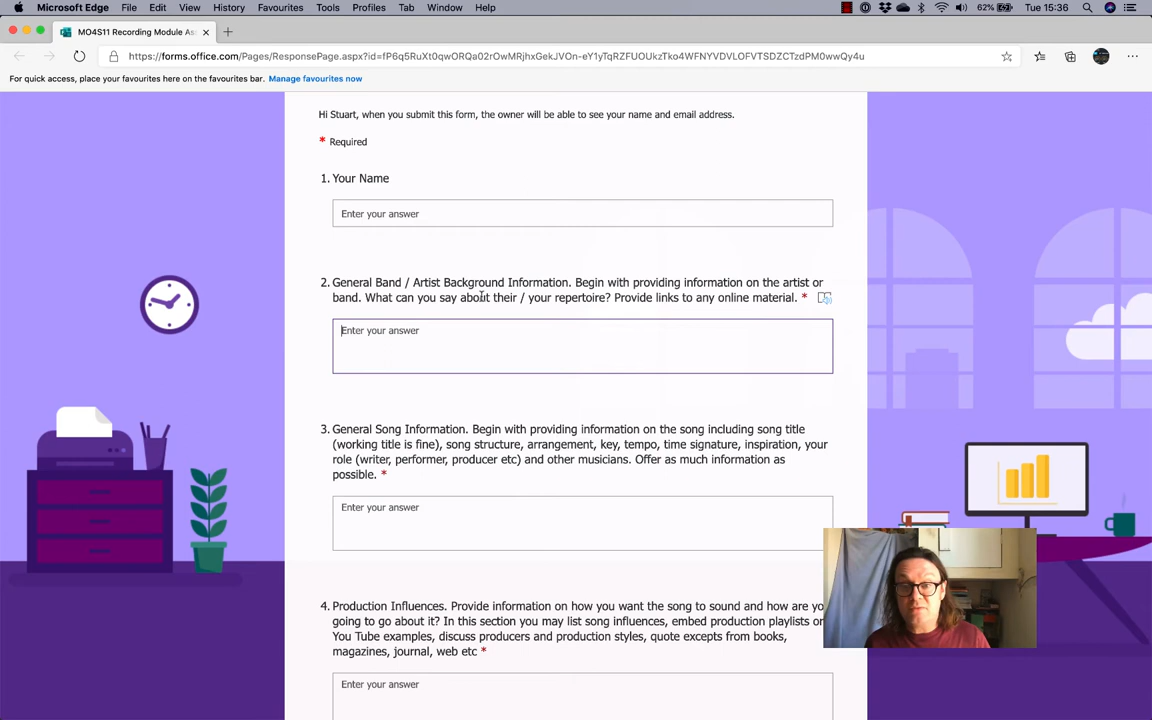 Microsoft Edge File Edit View History Favourites Tools Profiles Tab Window Help 62% Tue 15:36
MO4S11 Recording Module As
https://forms.office.com/Pages/ResponsePage.aspx?id=fP6q5RuXt0qwORQa02rOwMRjhxGekJVOn-eY1yTqRZFUOUkzTko4WFNYVDVLOFVTSDZCTzdPM0wwQy4u
For quick access, place your favourites here on the favourites bar. Manage favourites now
Hi Stuart, when you submit this form, the owner will be able to see your name and email address.
* Required
1. Your Name
Enter your answer
2. General Band / Artist Background Information. Begin with providing information on the artist or
band. What can you say about their / your repertoire? Provide links to any online material. *
Enter your answer
3. General Song Information. Begin with providing information on the song including song title
(working title is fine), song structure, arrangement, key, tempo, time signature, inspiration, your
role (writer, performer, producer etc) and other musicians. Offer as much information as
possible. *
Enter your answer
4. Production Influences. Provide information on how you want the song to sound and how are yo
going to go about it? In this section you may list song influences, embed production playlists or
You Tube examples, discuss producers and production styles, quote excepts from books,
magazines, journal, web etc *
Enter your answer